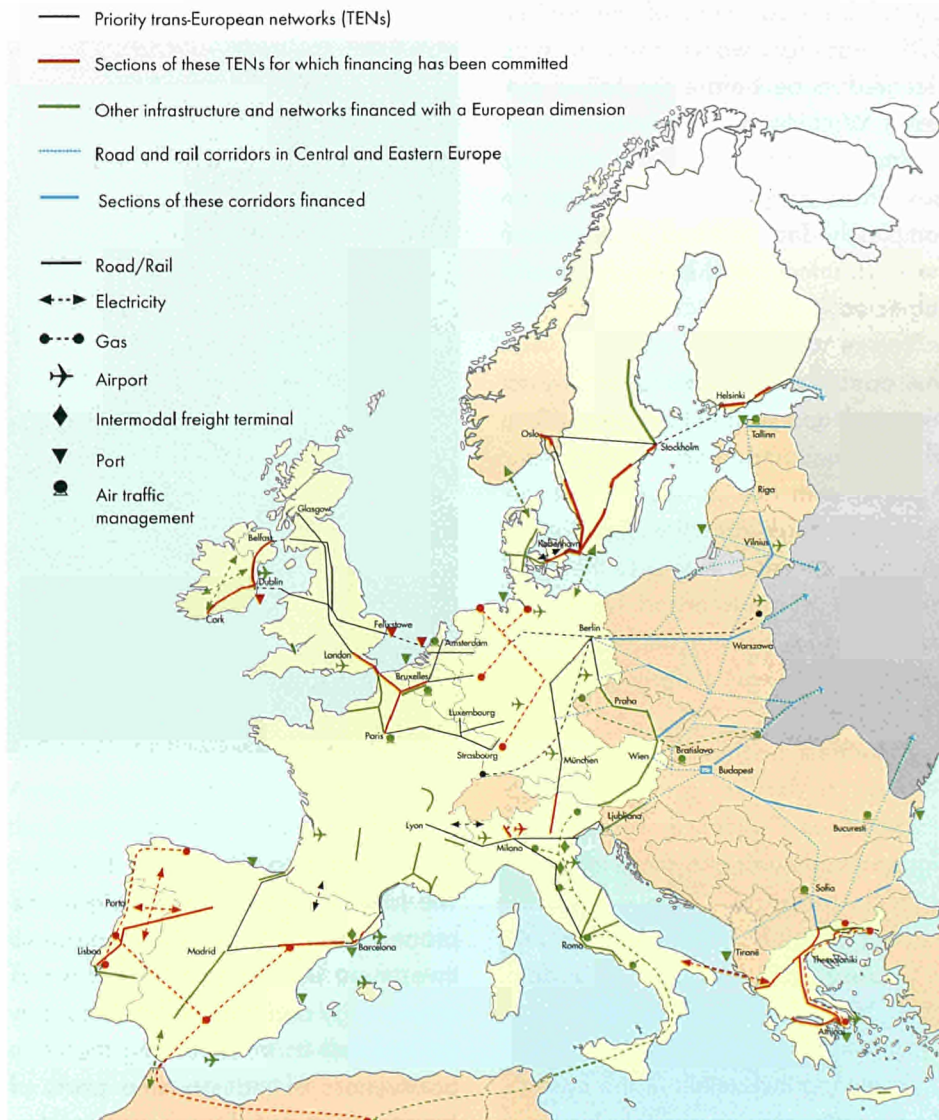 Priority trans-European networks (TENs)
Sections of these TENs for which financing has been committed
Other infrastructure and networks financed with a European dimension
Road and rail corridors in Central and Eastern Europe
Sections of these corridors financed
Road/Rail
Electricity
Gas
Airport
Intermodal freight terminal
Port
Air traffic
management
Helsinki
Oslo
Stockholm
Tallinn
Riga
Glasgow
Belfast
København
Vilnius
Dublin
Cork
Felixstowe
Amsterdam
Berlin
Warszawa
London
Bruxelles
Praha
Luxembourg
Paris
Strasbourg
München
Wien
Bratislava
Budapest
Ljubljana
Lyon
Milano
Bucuresti
Sofia
Porto
Madrid
Barcelona
Lisboa
Roma
Tiranë
Thessaloniki
Athinai